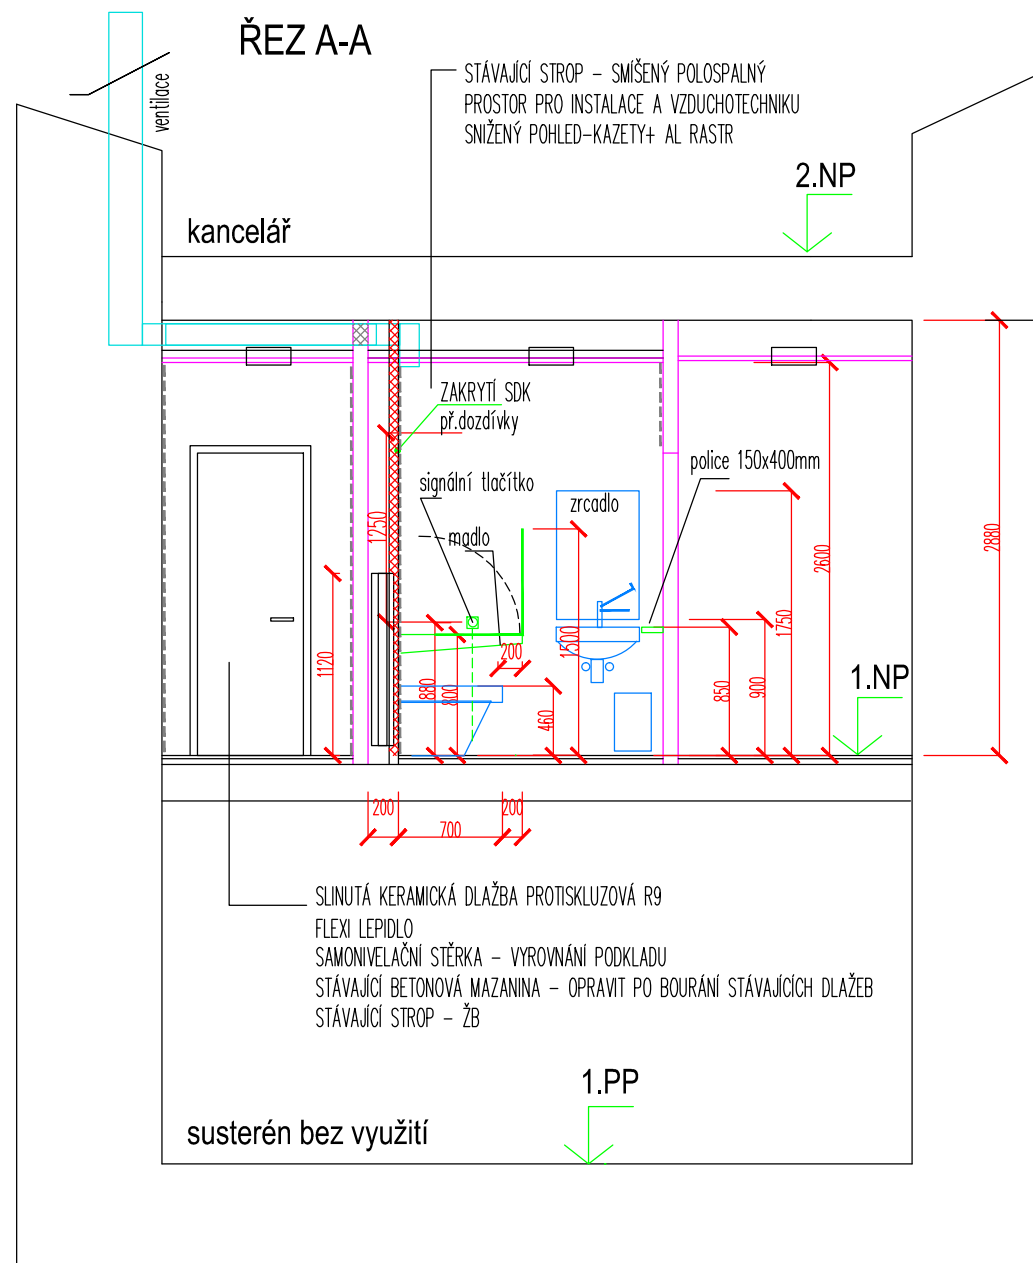 ŘEZ A-A
ventilace
STÁVAJÍCÍ STROP – SMÍŠENÝ POLOSPALNÝ
PROSTOR PRO INSTALACE A VZDUCHOTECHNIKU
SNIŽENÝ POHLED-KAZETY+ AL RASTR
2.NP
kancelář
ZAKRYTÍ SDK
př.dozdívky
signální tlačítko
madlo
zrcadlo
police 150x400mm
1250
1120
880
800
200
460
1500
850
900
1750
2600
2880
1.NP
200
700
200
SLINUTÁ KERAMICKÁ DLAŽBA PROTISKLUZOVÁ R9
FLEXI LEPIDLO
SAMONIVELAČNÍ STĚRKA – VYROVNÁNÍ PODKLADU
STÁVAJÍCÍ BETONOVÁ MAZANINA – OPRAVIT PO BOURÁNÍ STÁVAJÍCÍCH DLAŽEB
STÁVAJÍCÍ STROP – ŽB
1.PP
susterén bez využití